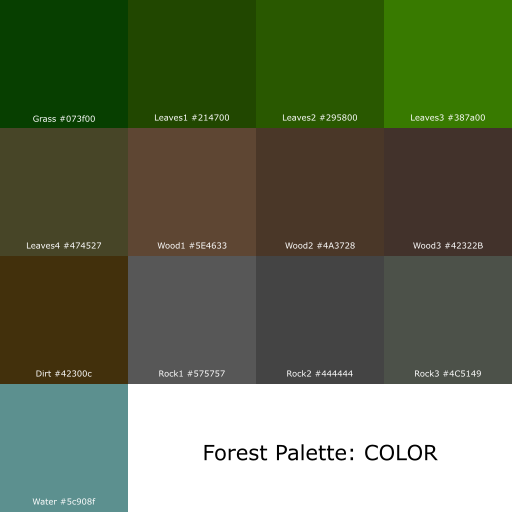 Grass #073f00
Leaves1 #214700
Leaves2 #295800
Leaves3 #387a00
Leaves4 #474527
Wood1 #5E4633
Wood2 #4A3728
Wood3 #42322B
Dirt #42300c
Rock1 #575757
Rock2 #444444
Rock3 #4C5149
Water #5c908f
Forest Palette: COLOR